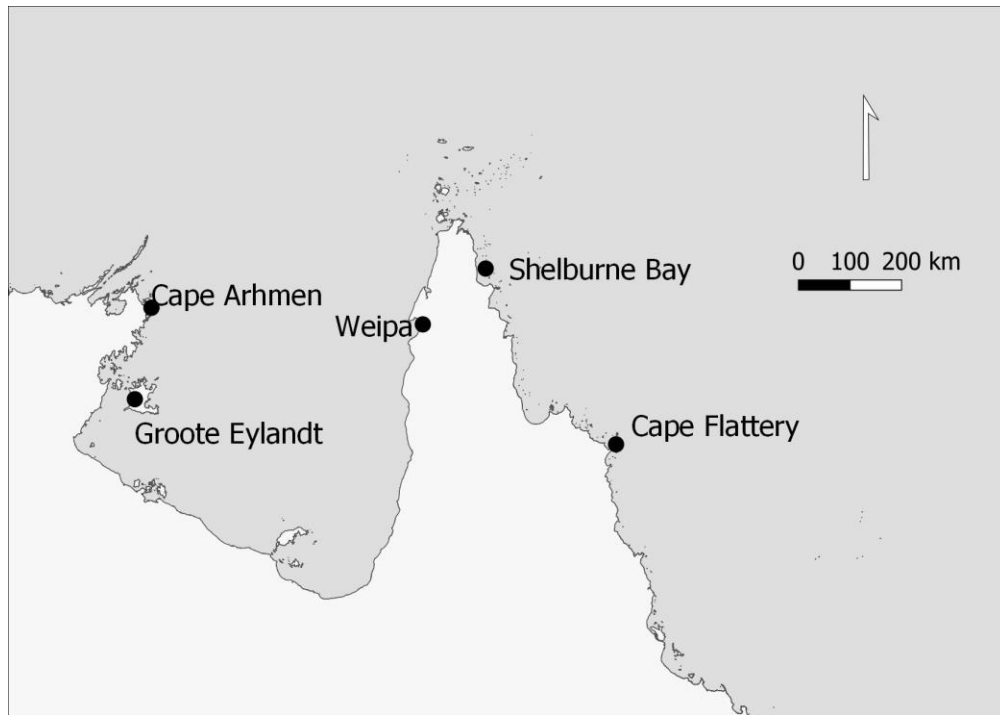 Shelburne Bay
0 100 200 km
Cape Arhmen
Weipa
Groote Eylandt
Cape Flattery